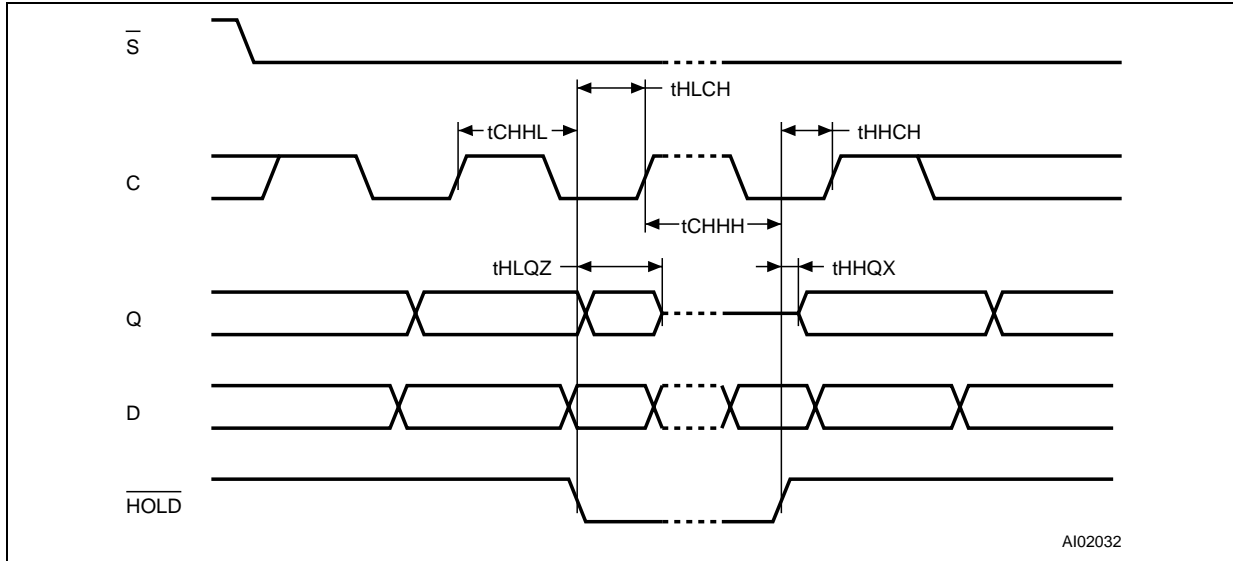 S
tHLCH
tCHHL
tHHCH
C
tCHHH
tHLQZ
tHHQX
Q
D
HOLD
AI02032